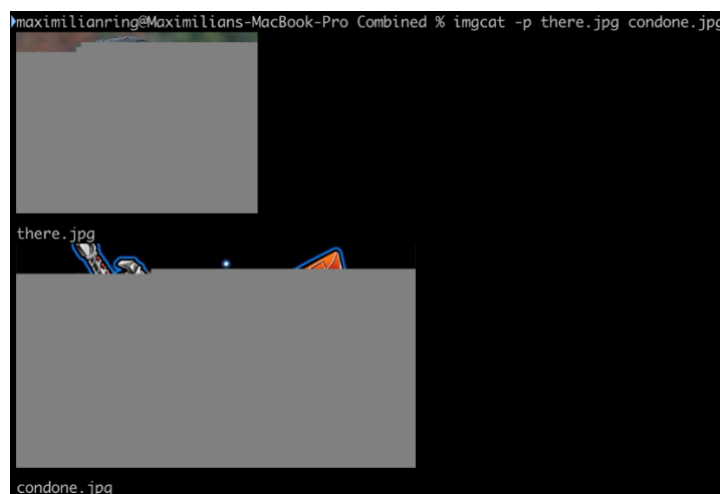 maximilianring@Maximilians-MacBook-Pro Combined % imgcat -p there.jpg condone.jpg
there.jpg
condone.jpg